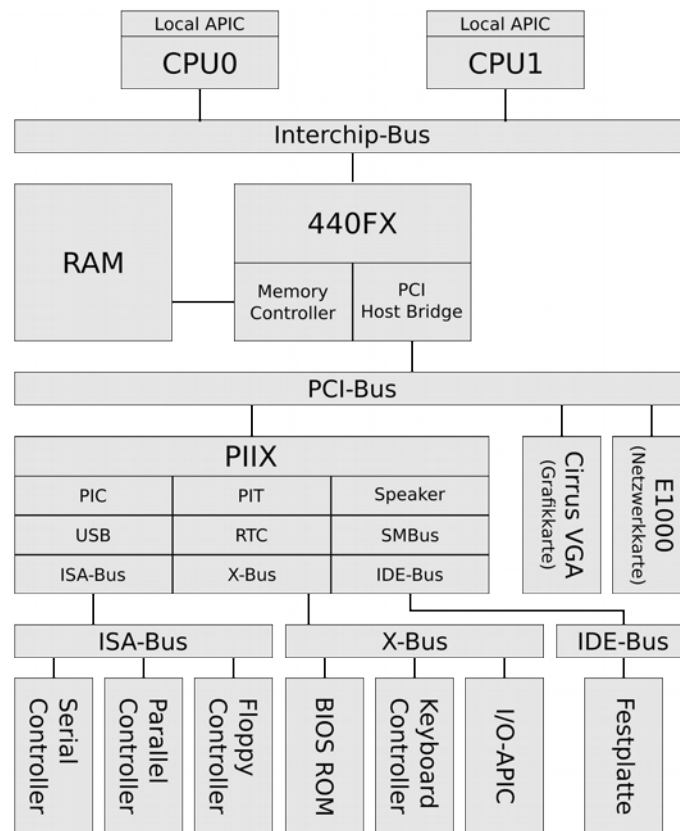 Local APIC
CPU0
Local APIC
CPU1
Interchip-Bus
RAM
440FX
Memory
Controller
PCI
Host Bridge
PCI-Bus
PIIX
PIC
PIT
Speaker
USB
RTC
SMBus
ISA-Bus
X-Bus
IDE-Bus
Cirrus VGA
(Grafikkarte)
E1000
(Netzwerkkarte)
ISA-Bus
X-Bus
IDE-Bus
Serial
Controller
Parallel
Controller
Floppy
Controller
BIOS ROM
Keyboard
Controller
I/O-APIC
Festplatte